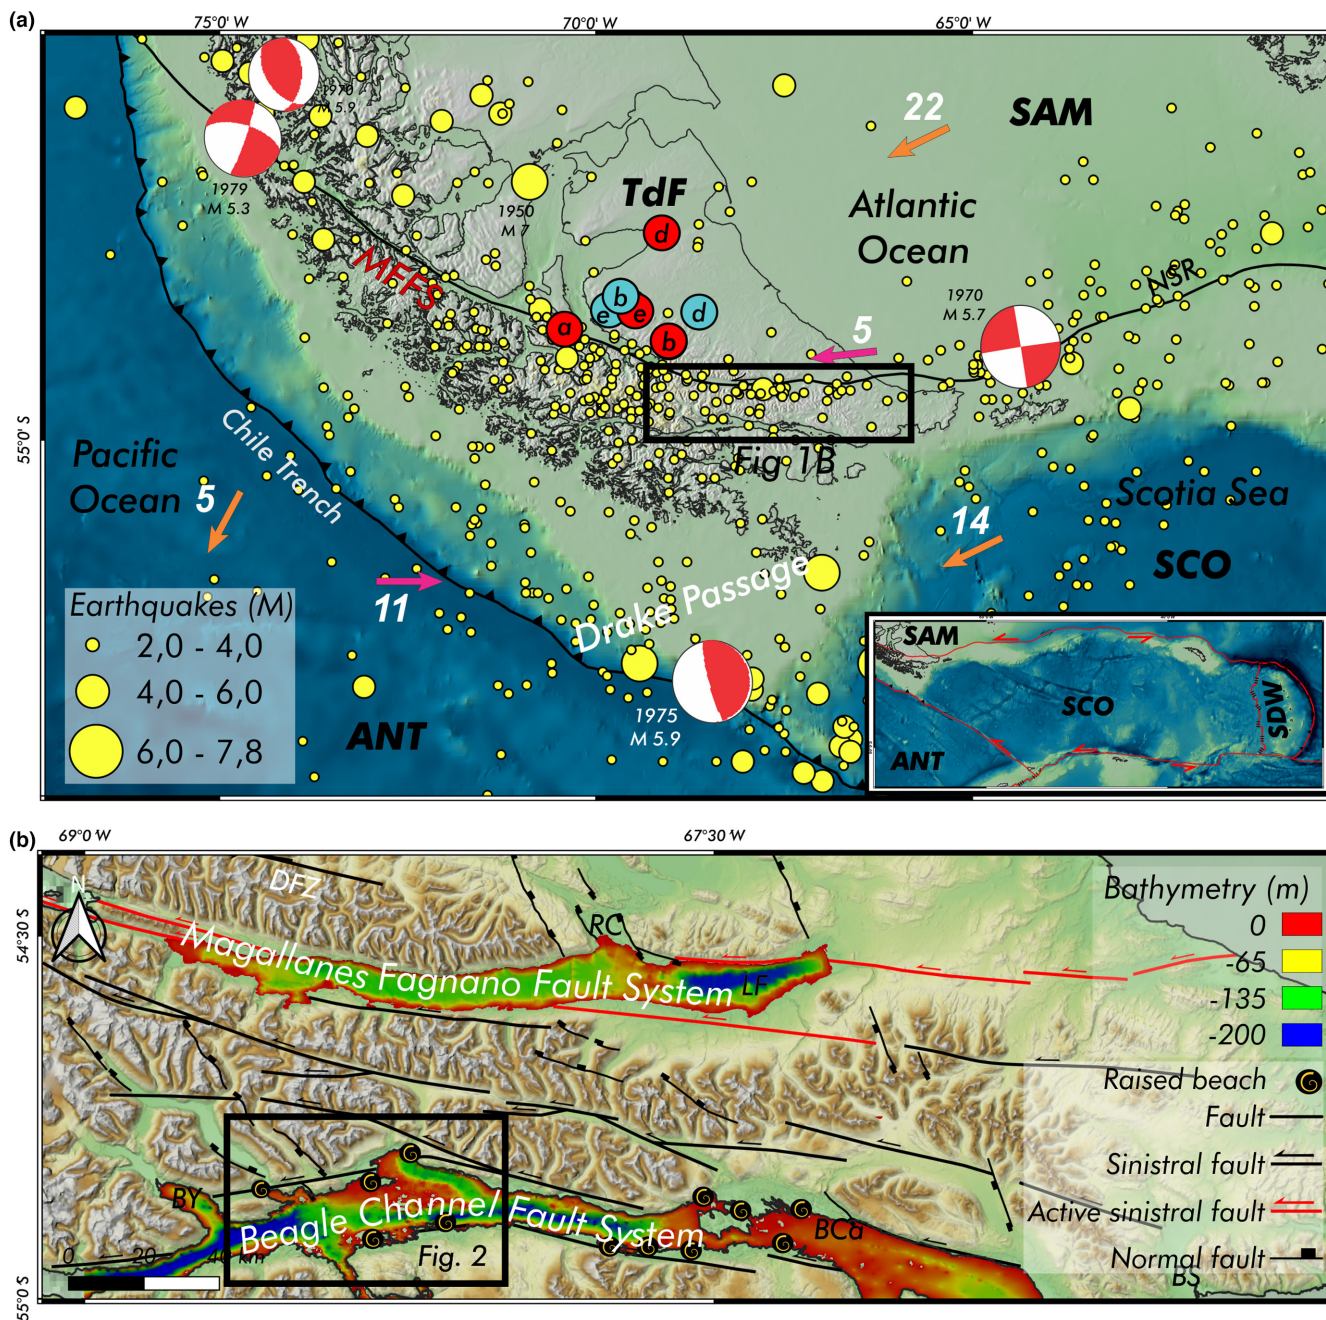 (a)
75°0' W
70°0' W
65°0' W
1970
M 5.9
22
SAM
1979
M 5.3
1950
M 7
TdF
Atlantic
Ocean
d
MFFS
NSR
b
e
e
d
a
b
1970
M 5.7
5
Chile Trench
55°0' S
Pacific
Ocean
5
Fig 1B
Scotia Sea
14
SCO
11
Drake Passage
Earthquakes (M)
2,0 - 4,0
4,0 - 6,0
6,0 - 7,8
ANT
1975
M 5.9
SAM
SCO
SDW
ANT
(b)
69°0 W
67°30 W
N
DFZ
RC
54°30 S
Magallanes Fagnano Fault System
LF
Bathymetry (m)
0
-65
-135
-200
Raised beach
Fault
Sinistral fault
Active sinistral fault
Normal fault
BY
Beagle Channel Fault System
BCa
Fig. 2
0 20 40 km
BS
55°0 S